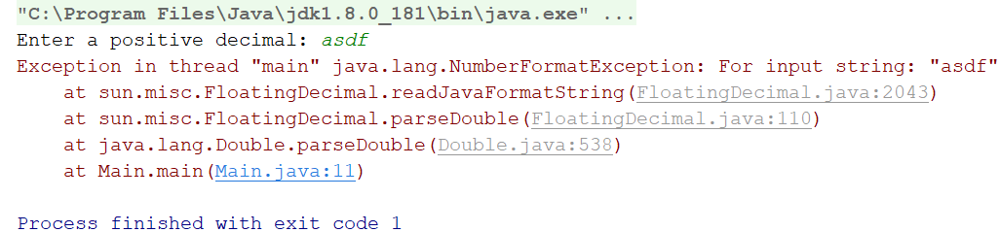 "C:\Program Files\Java\jdk1.8.0_181\bin\java.exe" ...
Enter a positive decimal: asdf
Exception in thread "main" java.lang.NumberFormatException: For input string: "asdf"
    at sun.misc.FloatingDecimal.readJavaFormatString(FloatingDecimal.java:2043)
    at sun.misc.FloatingDecimal.parseDouble(FloatingDecimal.java:110)
    at java.lang.Double.parseDouble(Double.java:538)
    at Main.main(Main.java:11)
Process finished with exit code 1